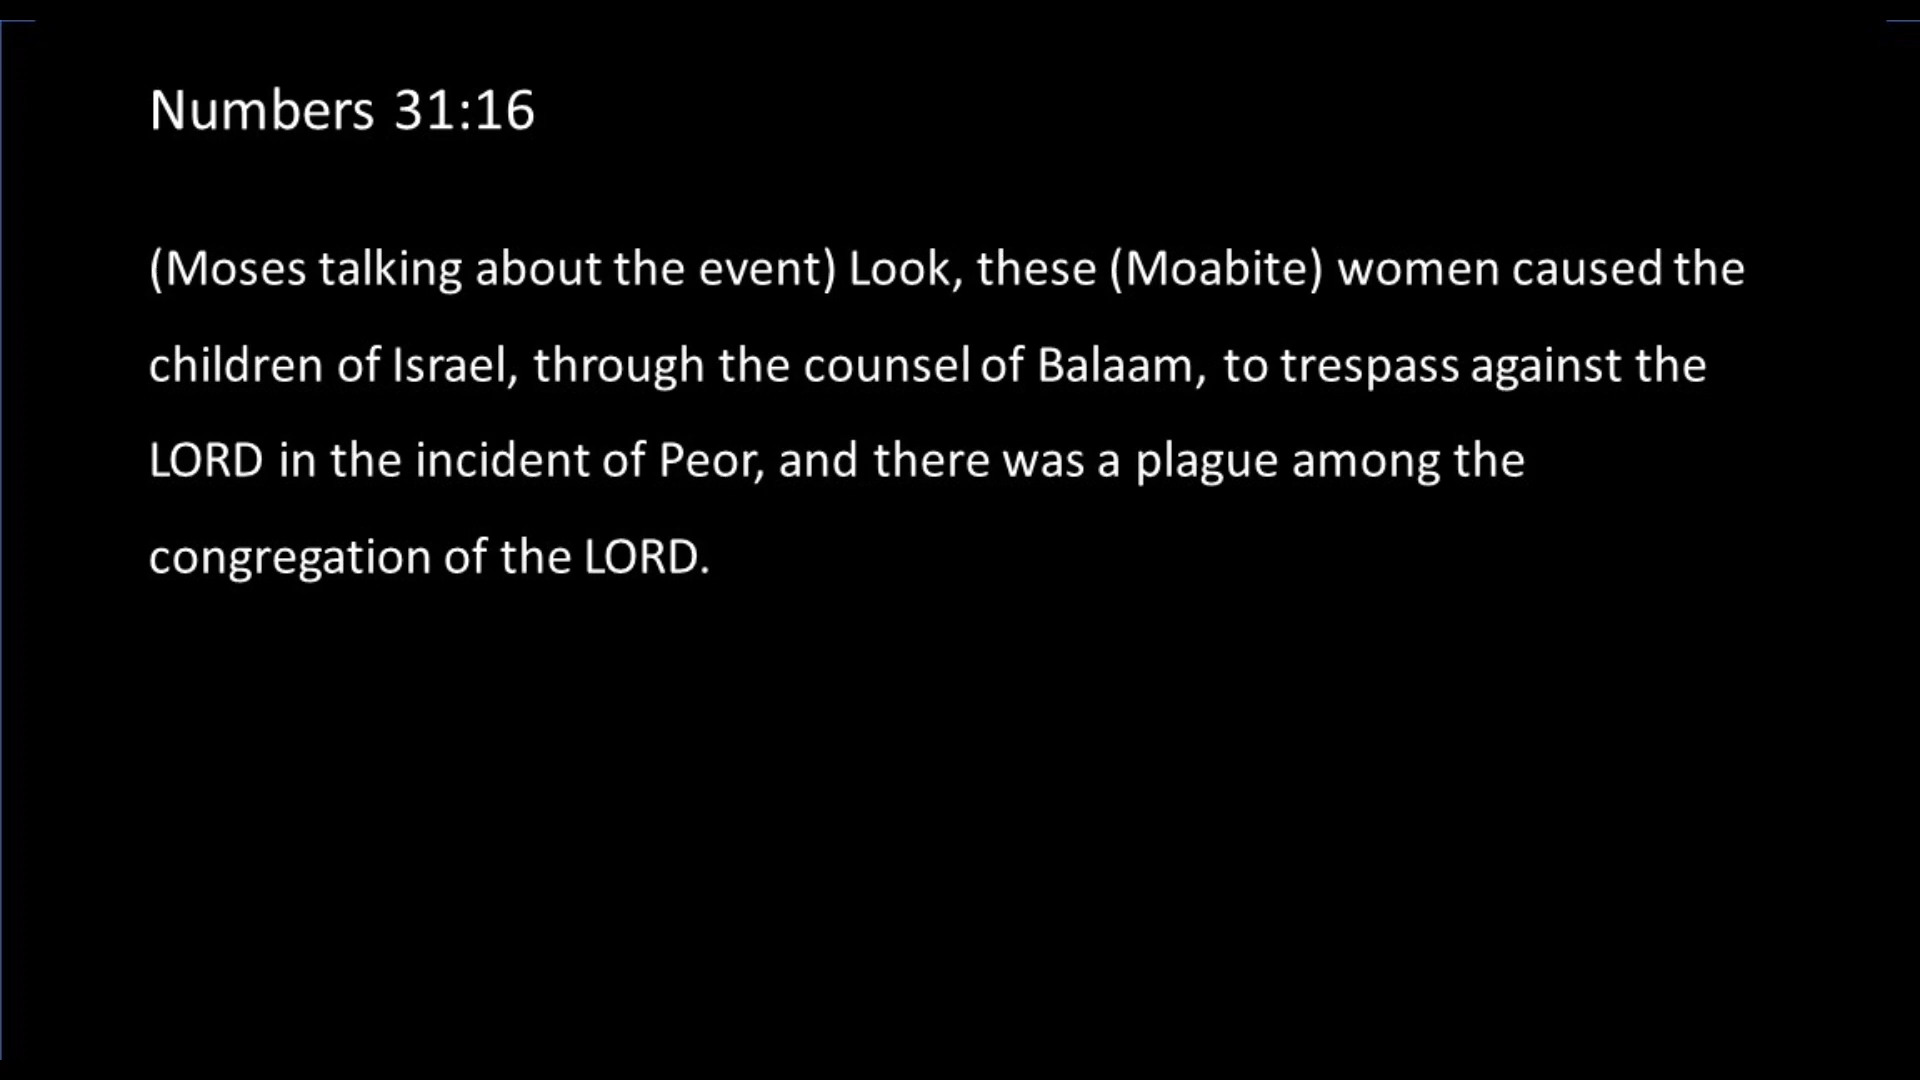 Numbers 31:16
(Moses talking about the event) Look, these (Moabite) women caused the
children of Israel, through the counsel of Balaam, to trespass against the
LORD in the incident of Peor, and there was a plague among the
congregation of the LORD.